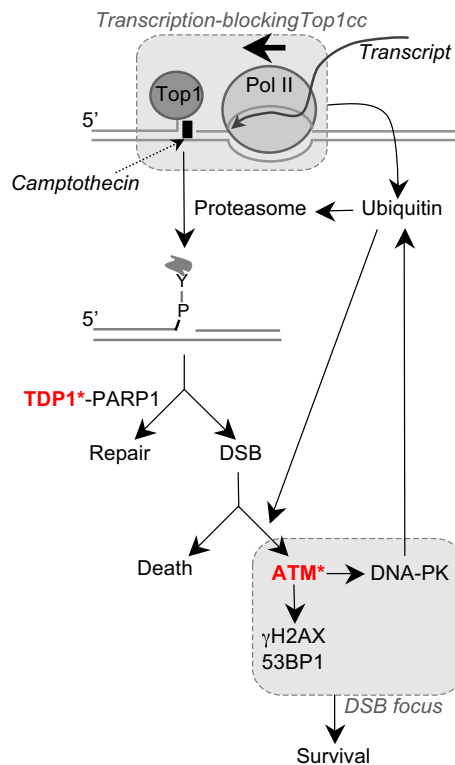 Transcription-blockingTop1cc
Transcript
Top1
Pol II
5'
Camptothecin
Proteasome
Ubiquitin
Y
P
5'
TDP1*-PARP1
Repair
DSB
Death
ATM*
DNA-PK
γH2AX
53BP1
DSB focus
Survival